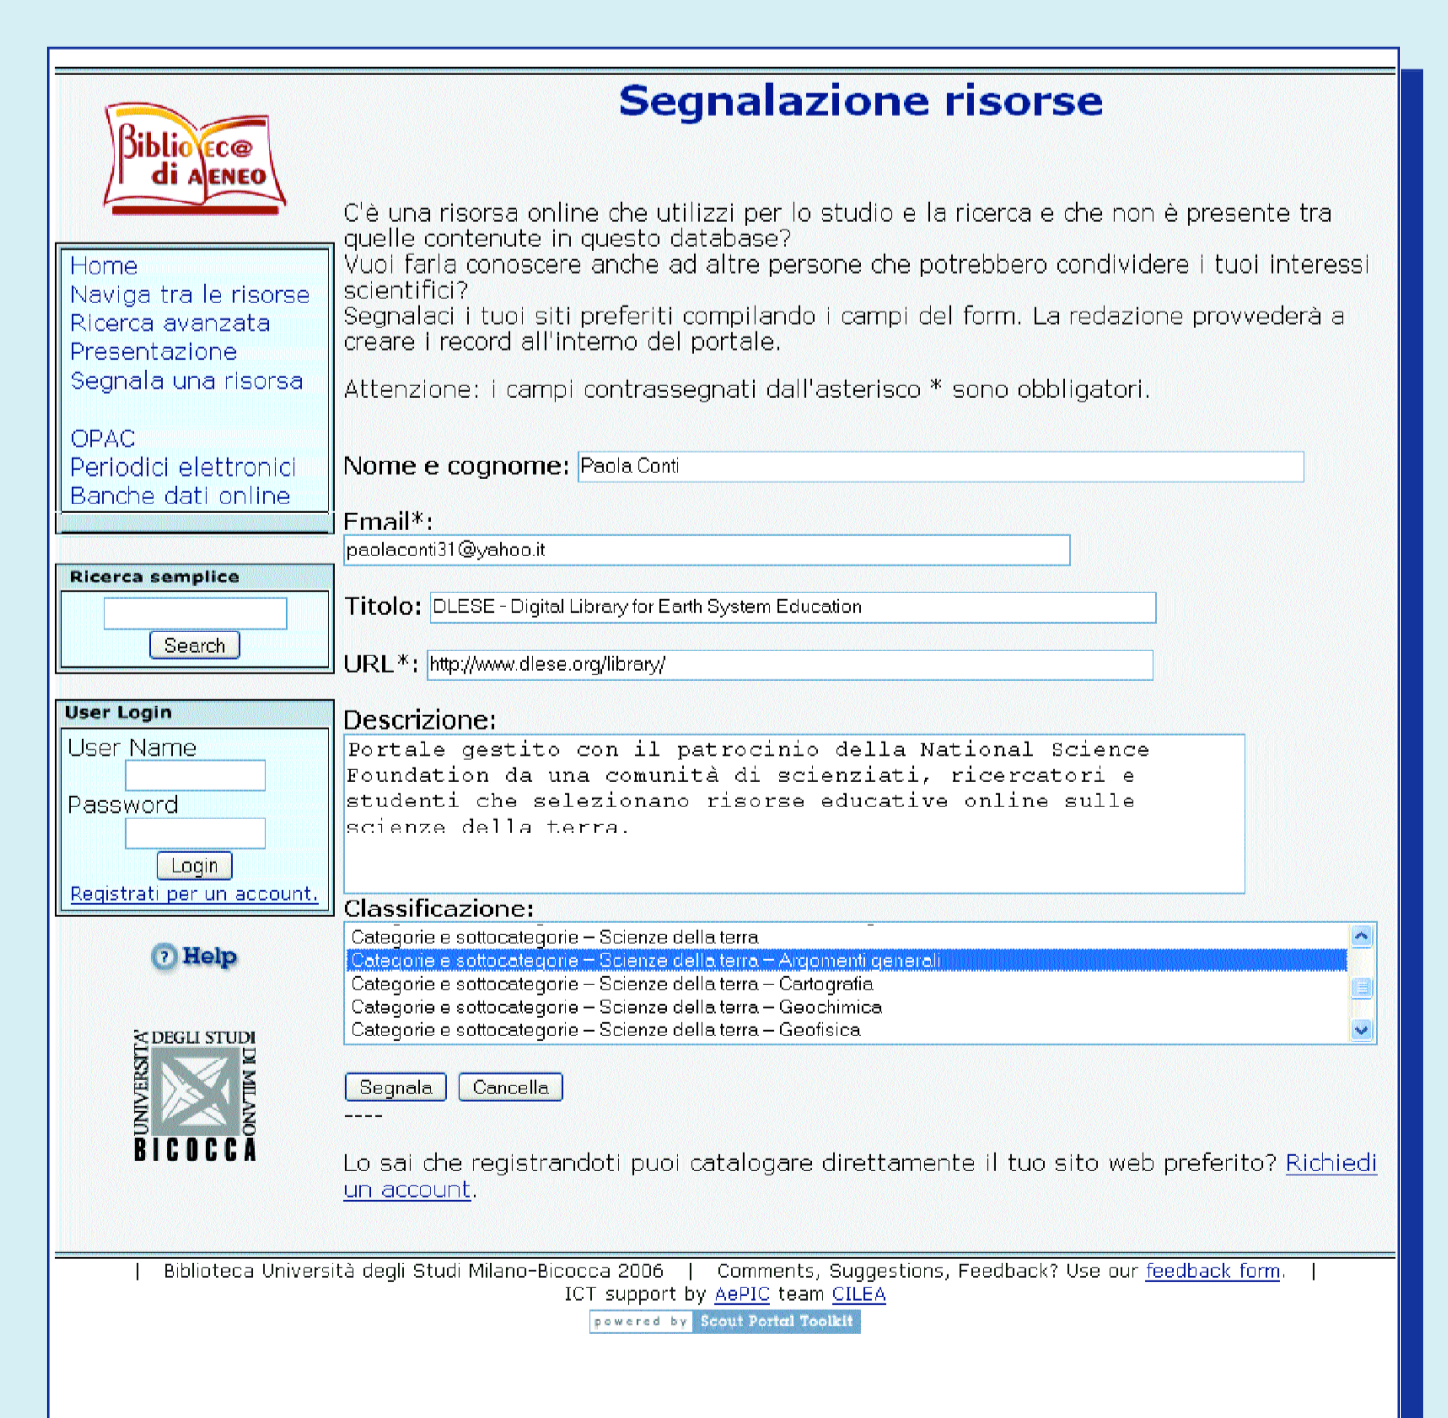 Segnalazione risorse
Bibliotec@
di Ateneo
C'è una risorsa online che utilizzi per lo studio e la ricerca e che non è presente tra
quelle contenute in questo database?
Vuoi farla conoscere anche ad altre persone che potrebbero condividere i tuoi interessi
scientifici?
Segnalaci i tuoi siti preferiti compilando i campi del form. La redazione provvederà a
creare i record all'interno del portale.
Attenzione: i campi contrassegnati dall'asterisco * sono obbligatori.
Home
Naviga tra le risorse
Ricerca avanzata
Presentazione
Segnala una risorsa
OPAC
Periodici elettronici
Banche dati online
Ricerca semplice
Search
User Login
User Name
Password
Login
Registrati per un account.
Help
UNIVERSITA' DEGLI STUDI DI MILANO
BICOCCA
Nome e cognome: Paola Conti
Email*:
paolaconti31@yahoo.it
Titolo: DLESE - Digital Library for Earth System Education
URL*: http://www.dlese.org/library/
Descrizione:
Portale gestito con il patrocinio della National Science
Foundation da una comunità di scienziati, ricercatori e
studenti che selezionano risorse educative online sulle
scienze della terra.
Classificazione:
Categorie e sottocategorie – Scienze della terra
Categorie e sottocategorie – Scienze della terra – Argomenti generali
Categorie e sottocategorie – Scienze della terra – Cartografia
Categorie e sottocategorie – Scienze della terra – Geochimica
Categorie e sottocategorie – Scienze della terra – Geofisica
Segnala Cancella
----
Lo sai che registrandoti puoi catalogare direttamente il tuo sito web preferito? Richiedi
un account.
| Biblioteca Università degli Studi Milano-Bicocca 2006 | Comments, Suggestions, Feedback? Use our feedback form. |
ICT support by AePIC team CILEA
powered by Scout Portal Toolkit